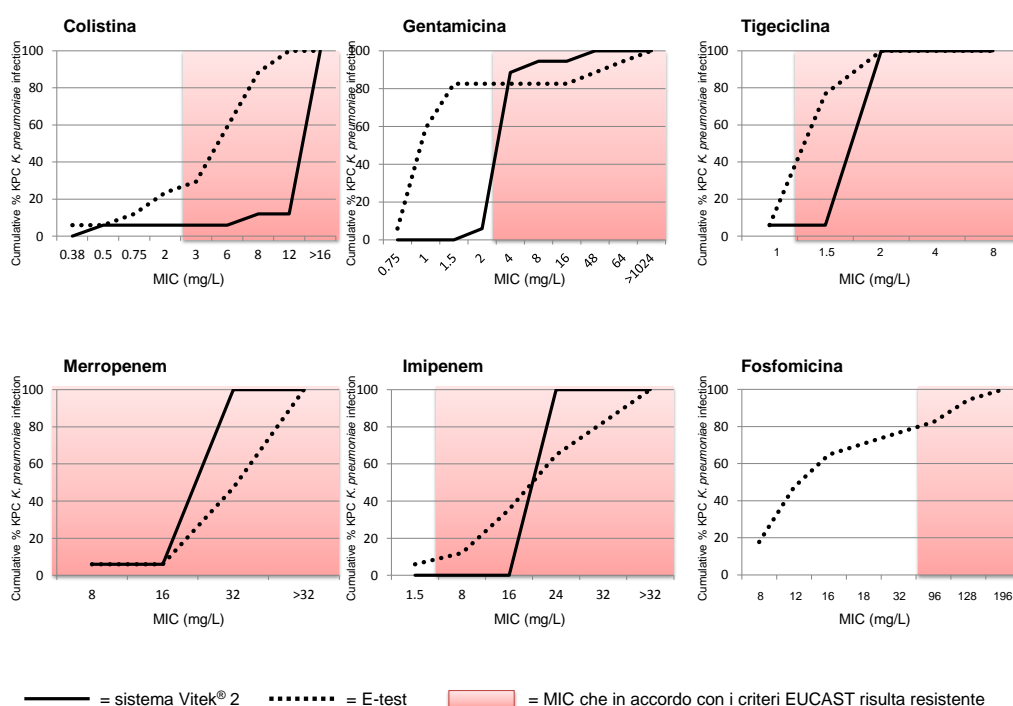 Colistina
Cumulative % KPC K. pneumoniae infection
100
80
60
40
20
0
0.38 0.5 0.75 2 3 6 8 12 >16
MIC (mg/L)
Gentamicina
Cumulative % KPC K. pneumoniae infection
100
80
60
40
20
0
0.75 1 1.5 2 4 8 16 48 64 >1024
MIC (mg/L)
Tigeciclina
Cumulative % KPC K. pneumoniae infection
100
80
60
40
20
0
1 1.5 2 4 8
MIC (mg/L)
Merropenem
Cumulative % KPC K. pneumoniae infection
100
80
60
40
20
0
8 16 32 >32
MIC (mg/L)
Imipenem
Cumulative % KPC K. pneumoniae infection
100
80
60
40
20
0
1.5 8 16 24 32 >32
MIC (mg/L)
Fosfomicina
Cumulative % KPC K. pneumoniae infection
100
80
60
40
20
0
8 12 16 18 32 96 128 196
MIC (mg/L)
= sistema Vitek® 2 = E-test = MIC che in accordo con i criteri EUCAST risulta resistente